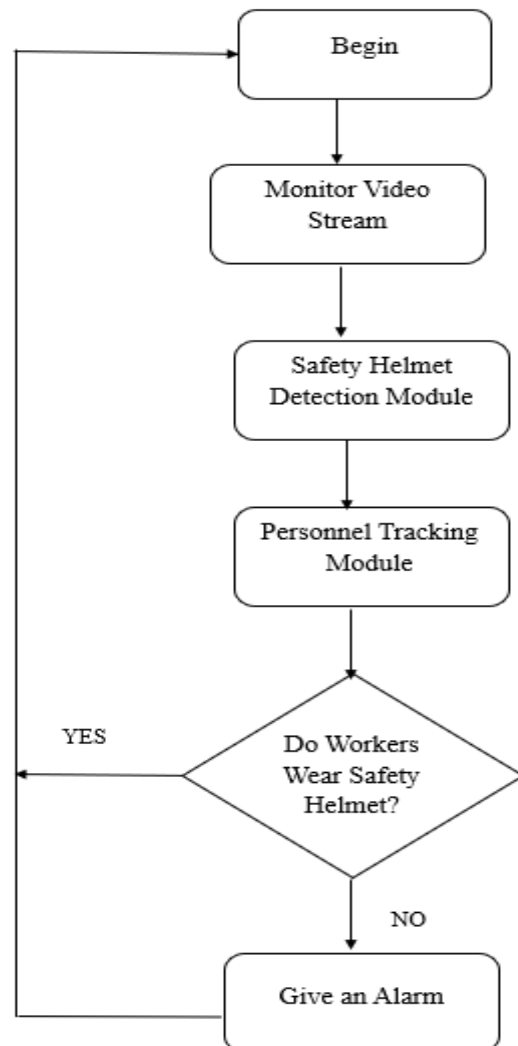 Begin
Monitor Video
Stream
Safety Helmet
Detection Module
Personnel Tracking
Module
YES
Do Workers
Wear Safety
Helmet?
NO
Give an Alarm